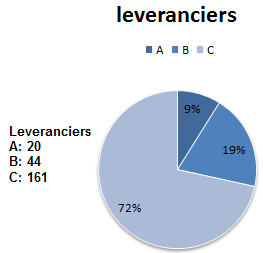 leveranciers
A B C
9%
19%
72%
Leveranciers
A: 20
B: 44
C: 161